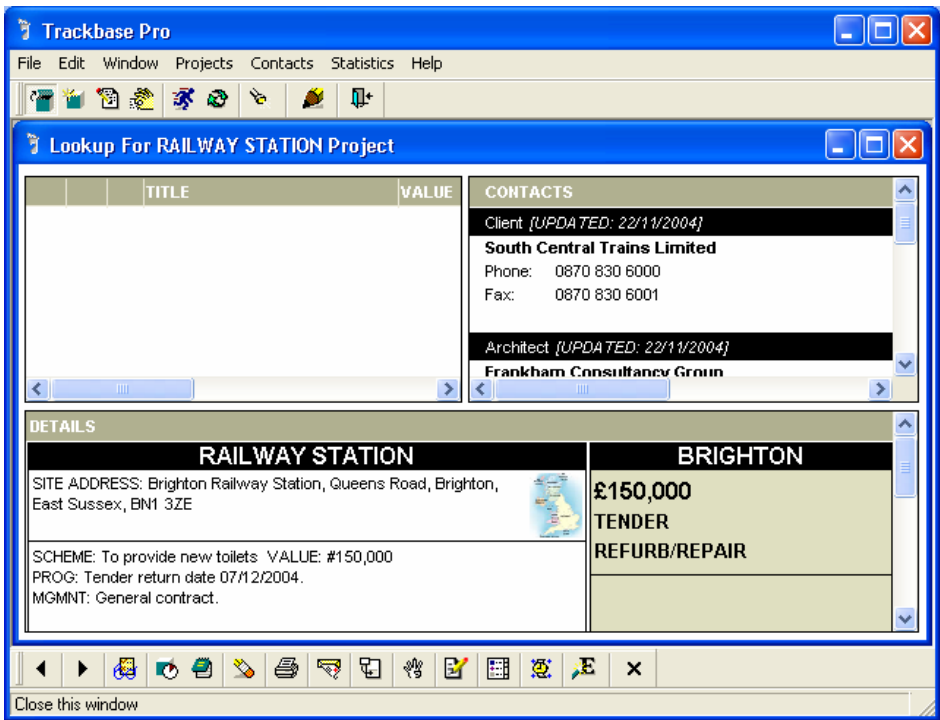 Trackbase Pro
File Edit Window Projects Contacts Statistics Help
Lookup For RAILWAY STATION Project
TITLE VALUE
CONTACTS
Client [UPDATED: 22/11/2004]
South Central Trains Limited
Phone: 0870 830 6000
Fax: 0870 830 6001
Architect [UPDATED: 22/11/2004]
Frankham Consultancy Group
DETAILS
RAILWAY STATION
SITE ADDRESS: Brighton Railway Station, Queens Road, Brighton,
East Sussex, BN1 3ZE
SCHEME: To provide new toilets VALUE: #150,000
PROG: Tender return date 07/12/2004.
MGMNT: General contract.
BRIGHTON
£150,000
TENDER
REFURB/REPAIR
Close this window